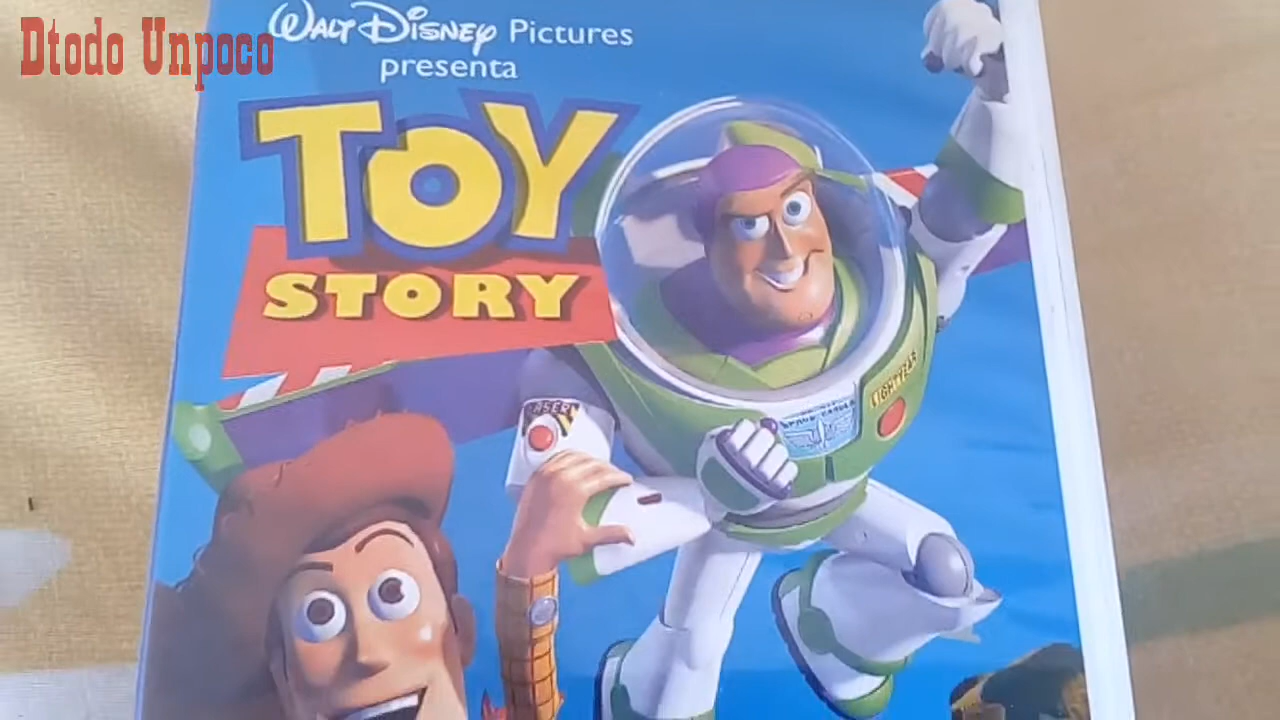 Dtodo Unpoco
WALT DISNEY Pictures
presenta
TOY
STORY
LASER
LIGHTYEAR
SPACE RANGER